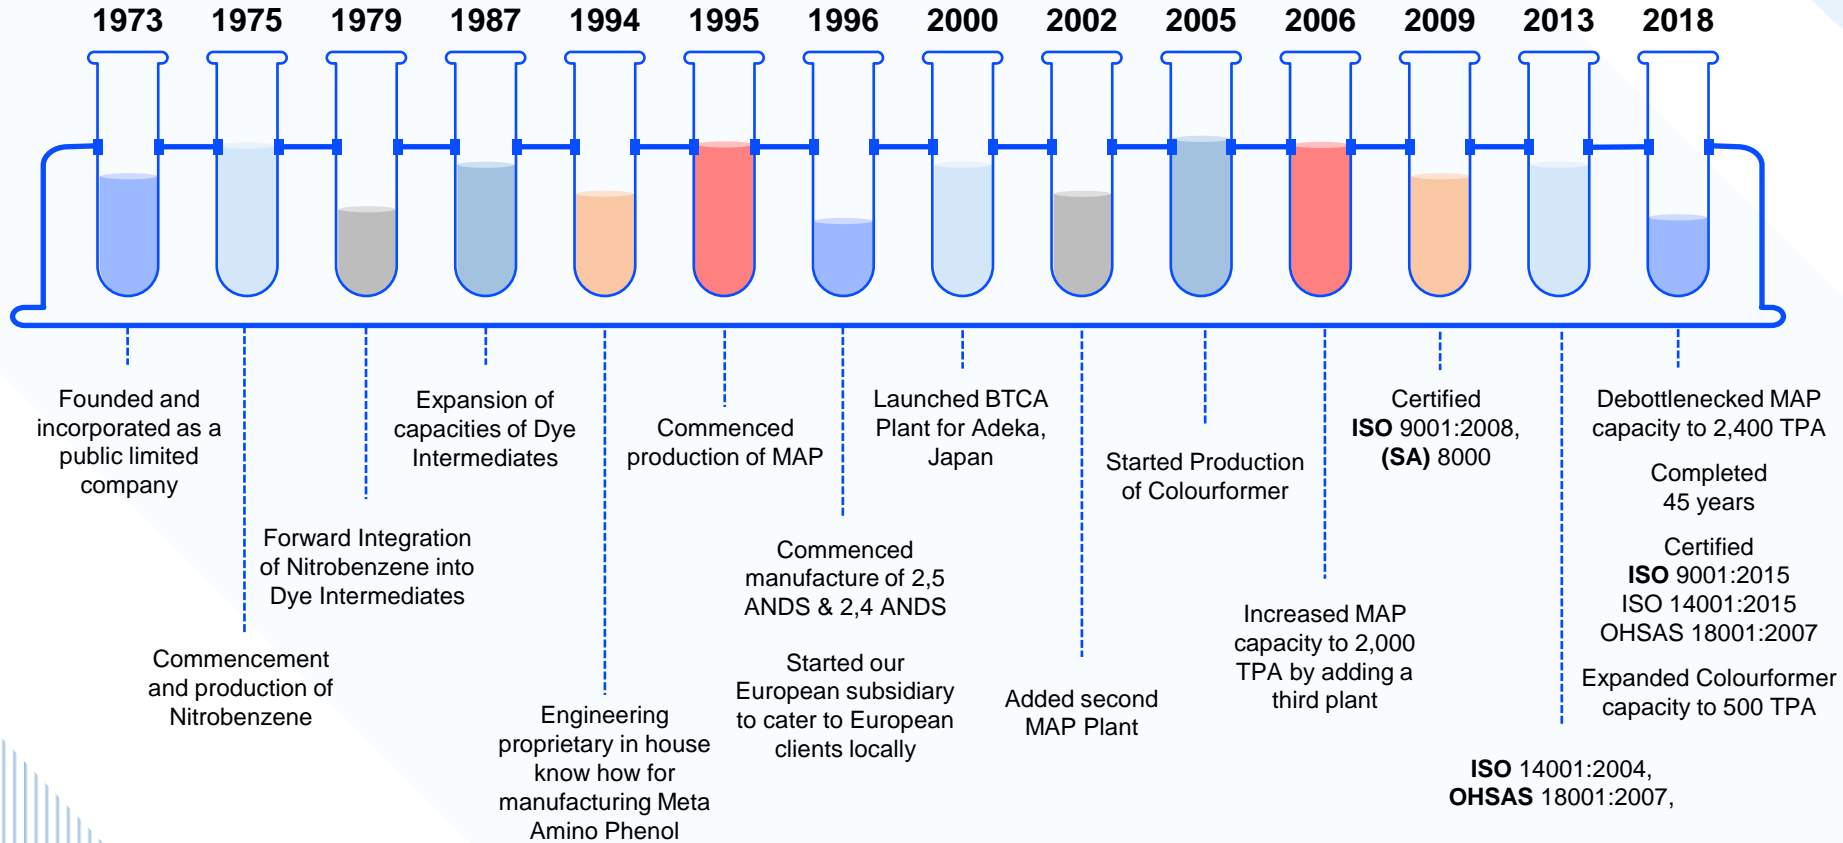 1973
1975
1979
1987
1994
1995
1996
2000
2002
2005
2006
2009
2013
2018
Founded and
incorporated as a
public limited
company
Commencement
and production of
Nitrobenzene
Forward Integration
of Nitrobenzene into
Dye Intermediates
Expansion of
capacities of Dye
Intermediates
Engineering
proprietary in house
know how for
manufacturing Meta
Amino Phenol
Commenced
production of MAP
Commenced
manufacture of 2,5
ANDS & 2,4 ANDS
Started our
European subsidiary
to cater to European
clients locally
Launched BTCA
Plant for Adeka,
Japan
Added second
MAP Plant
Started Production
of Colourformer
Increased MAP
capacity to 2,000
TPA by adding a
third plant
Certified
ISO 9001:2008,
(SA) 8000
ISO 14001:2004,
OHSAS 18001:2007,
Debottlenecked MAP
capacity to 2,400 TPA
Completed
45 years
Certified
ISO 9001:2015
ISO 14001:2015
OHSAS 18001:2007
Expanded Colourformer
capacity to 500 TPA